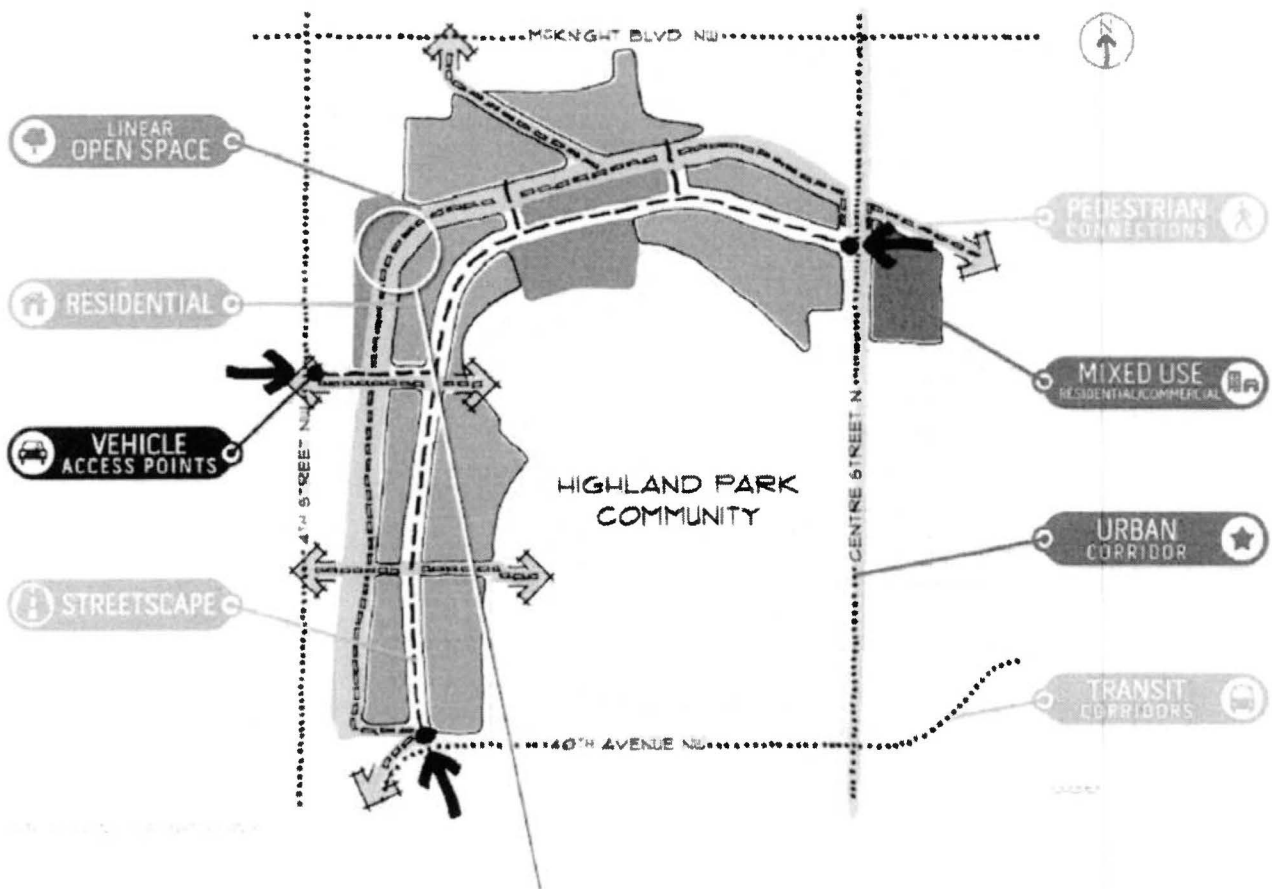 McKNIGHT BLVD NW
N
LINEAR
OPEN SPACE
PEDESTRIAN
CONNECTIONS
RESIDENTIAL
MIXED USE
RESIDENTIAL/COMMERCIAL
VEHICLE
ACCESS POINTS
4TH STREET NW
HIGHLAND PARK
COMMUNITY
CENTRE STREET N
URBAN
CORRIDOR
STREETSCAPE
TRANSIT
CORRIDORS
40TH AVENUE NW